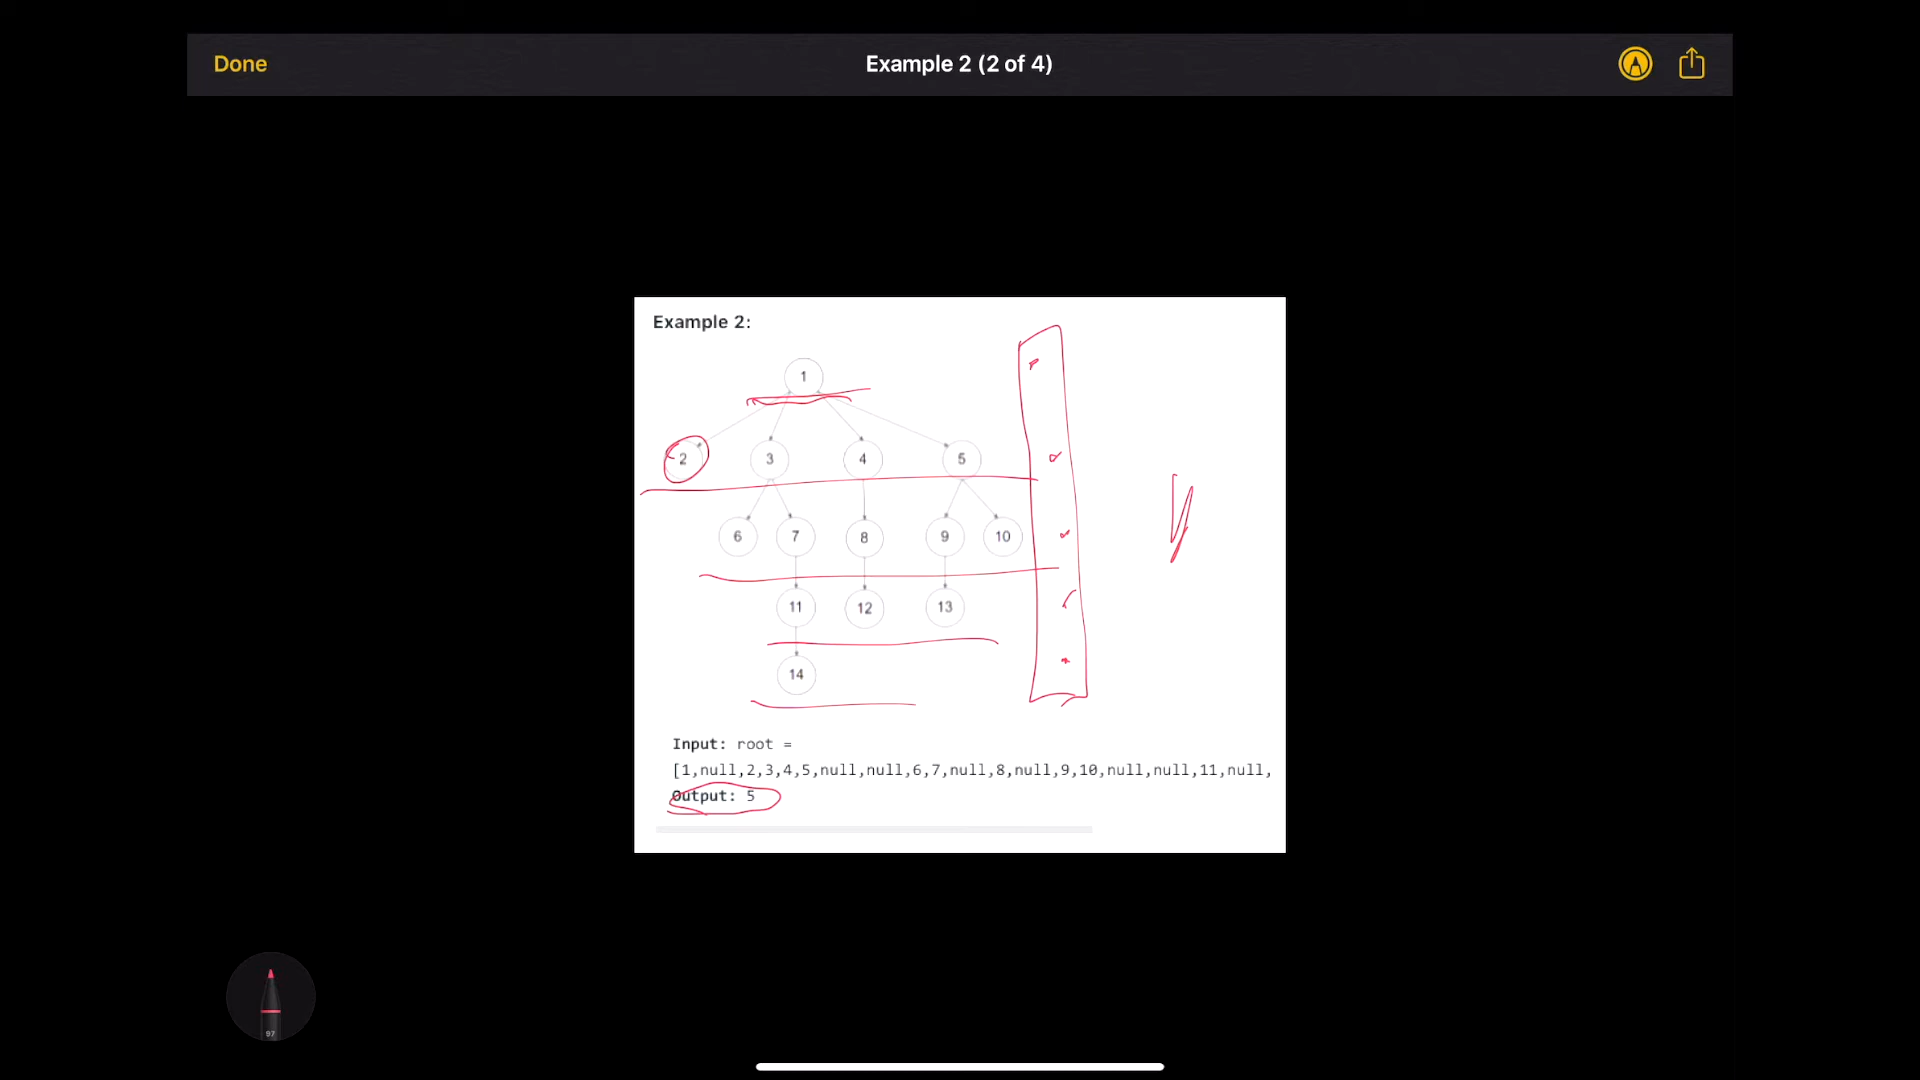 Done
Example 2 (2 of 4)
Example 2:
1
2 3 4 5
6 7 8 9 10
11 12 13
14
Input: root =
[1,null,2,3,4,5,null,null,6,7,null,8,null,9,10,null,null,11,null,
Output: 5
97